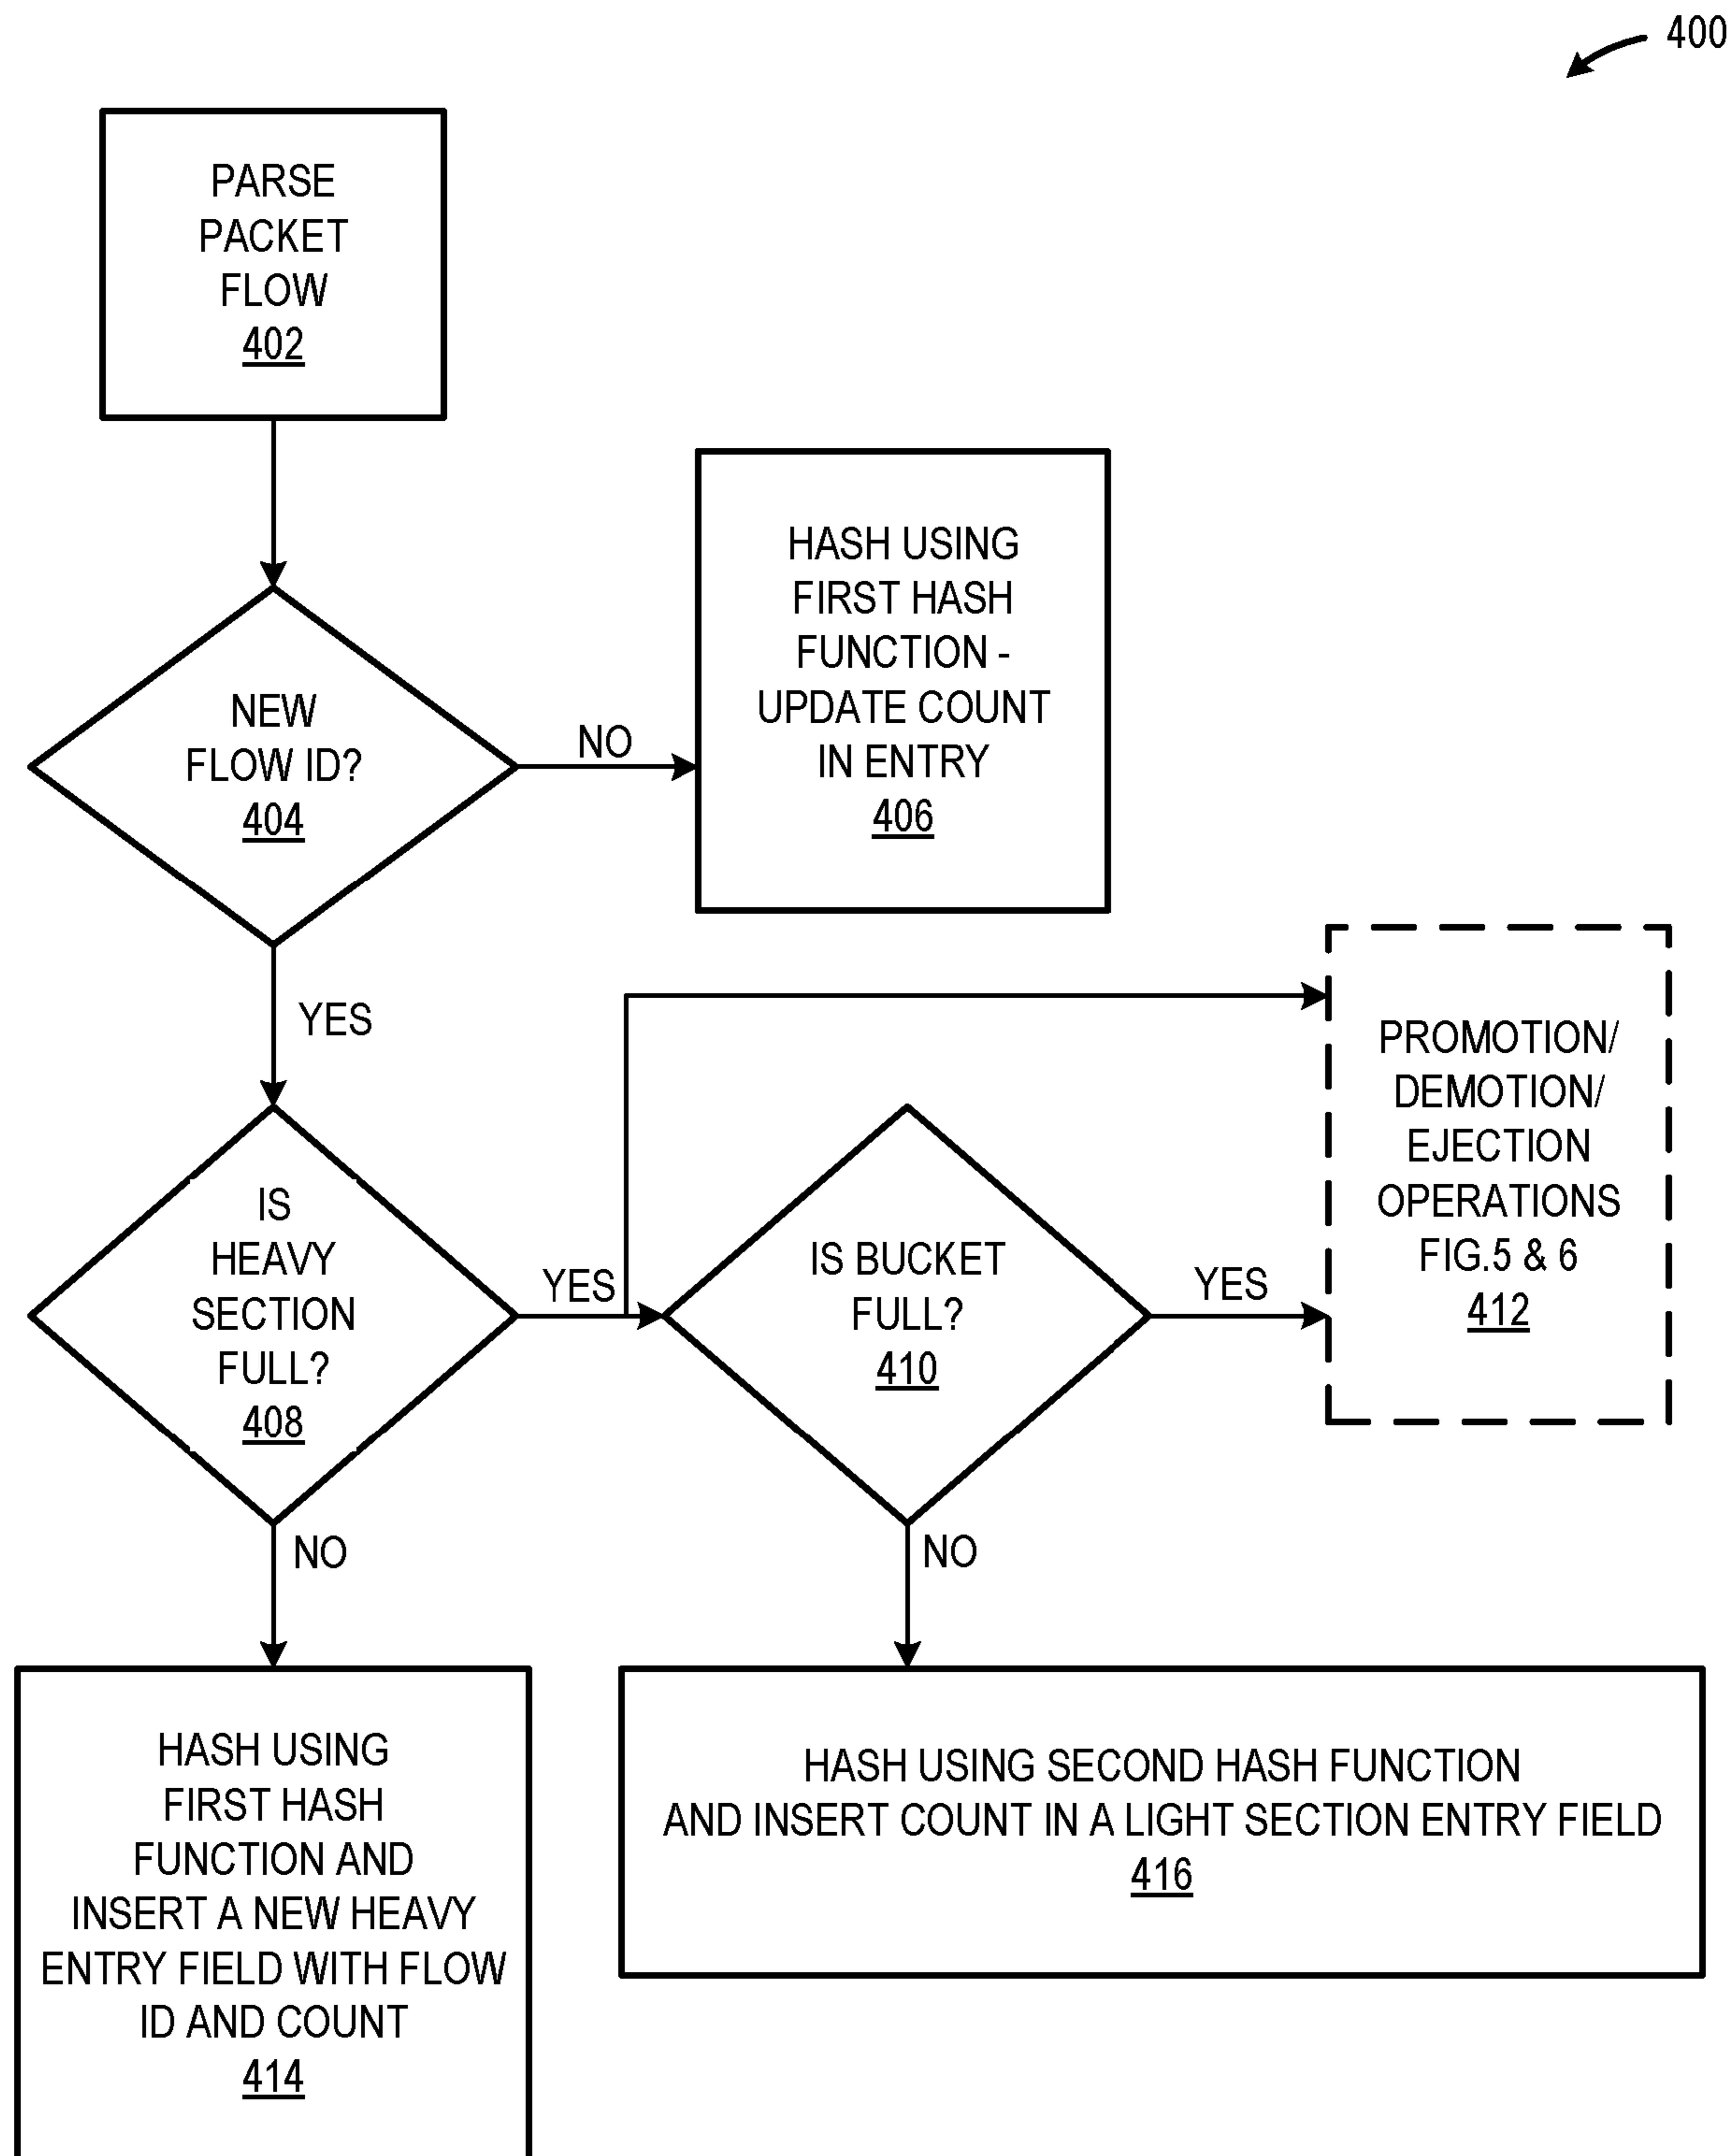 400
PARSE
PACKET
FLOW
402
NEW
FLOW ID?
404
NO
HASH USING
FIRST HASH
FUNCTION -
UPDATE COUNT
IN ENTRY
406
YES
IS
HEAVY
SECTION
FULL?
408
YES
IS BUCKET
FULL?
410
YES
PROMOTION/
DEMOTION/
EJECTION
OPERATIONS
FIG.5 & 6
412
NO
NO
HASH USING
FIRST HASH
FUNCTION AND
INSERT A NEW HEAVY
ENTRY FIELD WITH FLOW
ID AND COUNT
414
HASH USING SECOND HASH FUNCTION
AND INSERT COUNT IN A LIGHT SECTION ENTRY FIELD
416